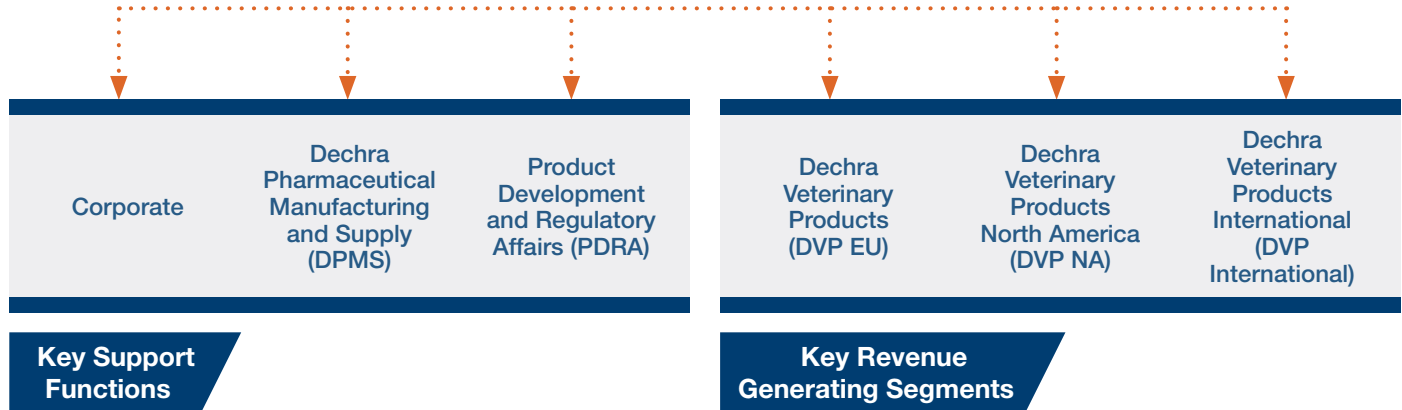 Corporate
Dechra
Pharmaceutical
Manufacturing
and Supply
(DPMS)
Product
Development
and Regulatory
Affairs (PDRA)
Dechra
Veterinary
Products
(DVP EU)
Dechra
Veterinary
Products
North America
(DVP NA)
Dechra
Veterinary
Products
International
(DVP
International)
Key Support
Functions
Key Revenue
Generating Segments